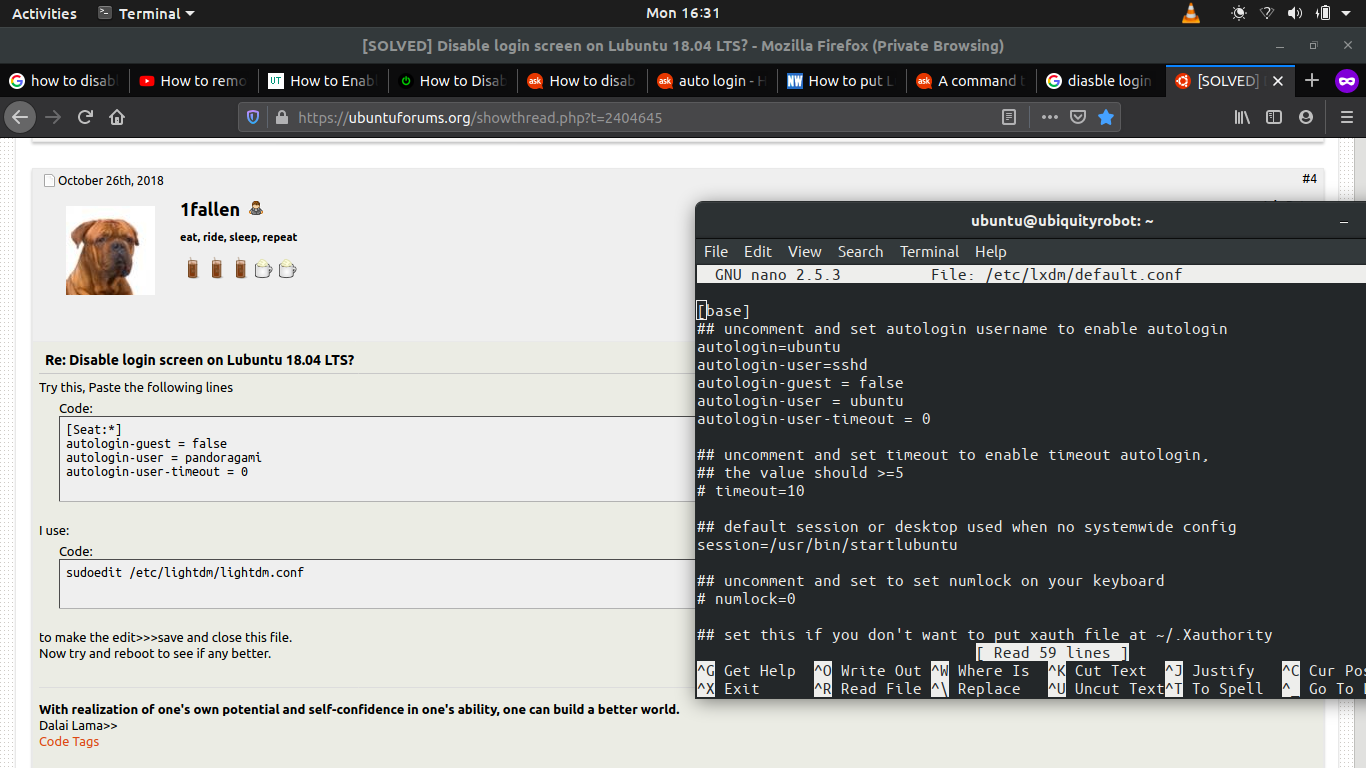 Activities
Terminal
Mon 16:31
[SOLVED] Disable login screen on Lubuntu 18.04 LTS? - Mozilla Firefox (Private Browsing)
how to disabl
How to remo
How to Enabl
How to Disab
How to disab
auto login - H
How to put L
A command t
diasble login
[SOLVED]
https://ubuntuforums.org/showthread.php?t=2404645
October 26th, 2018
#4
1fallen
eat, ride, sleep, repeat
Re: Disable login screen on Lubuntu 18.04 LTS?
Try this, Paste the following lines
Code:
[Seat:*]
autologin-guest = false
autologin-user = pandoragami
autologin-user-timeout = 0
I use:
Code:
sudoedit /etc/lightdm/lightdm.conf
to make the edit>>>save and close this file.
Now try and reboot to see if any better.
With realization of one's own potential and self-confidence in one's ability, one can build a better world.
Dalai Lama>>
Code Tags
ubuntu@ubiquityrobot: ~
File Edit View Search Terminal Help
GNU nano 2.5.3 File: /etc/lxdm/default.conf
[base]
## uncomment and set autologin username to enable autologin
autologin=ubuntu
autologin-user=sshd
autologin-guest = false
autologin-user = ubuntu
autologin-user-timeout = 0
## uncomment and set timeout to enable timeout autologin,
## the value should >=5
# timeout=10
## default session or desktop used when no systemwide config
session=/usr/bin/startlubuntu
## uncomment and set to set numlock on your keyboard
# numlock=0
## set this if you don't want to put xauth file at ~/.Xauthority
[ Read 59 lines ]
^G Get Help ^O Write Out ^W Where Is ^K Cut Text ^J Justify ^C Cur Pos
^X Exit ^R Read File ^\ Replace ^U Uncut Text ^T To Spell ^_ Go To